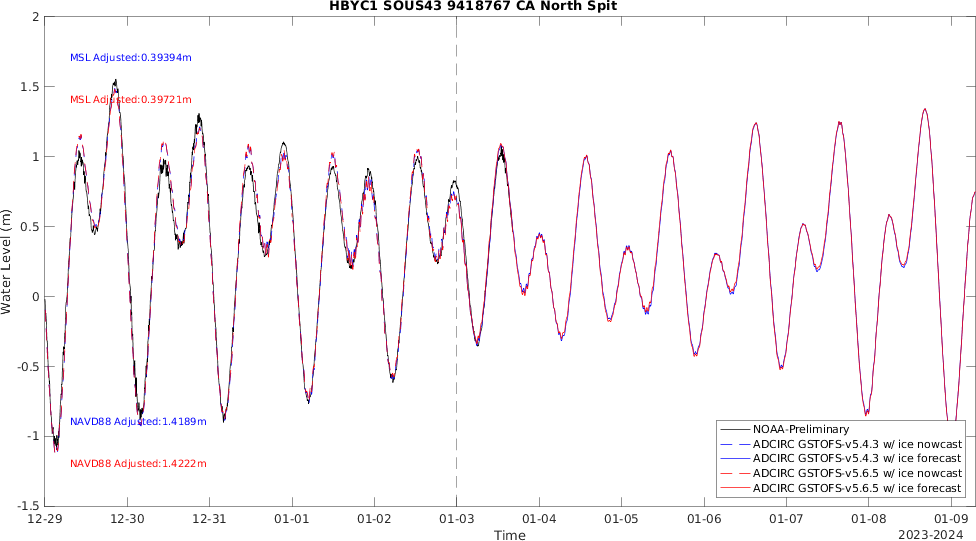 HBYC1 SOUS43 9418767 CA North Spit
2
1.5
1
0.5
0
-0.5
-1
-1.5
Water Level (m)
MSL Adjusted:0.39394m
MSL Adjusted:0.39721m
NAVD88 Adjusted:1.4189m
NAVD88 Adjusted:1.4222m
NOAA-Preliminary
ADCIRC GSTOFS-v5.4.3 w/ ice nowcast
ADCIRC GSTOFS-v5.4.3 w/ ice forecast
ADCIRC GSTOFS-v5.6.5 w/ ice nowcast
ADCIRC GSTOFS-v5.6.5 w/ ice forecast
12-29 12-30 12-31 01-01 01-02 01-03 01-04 01-05 01-06 01-07 01-08 01-09
Time
2023-2024